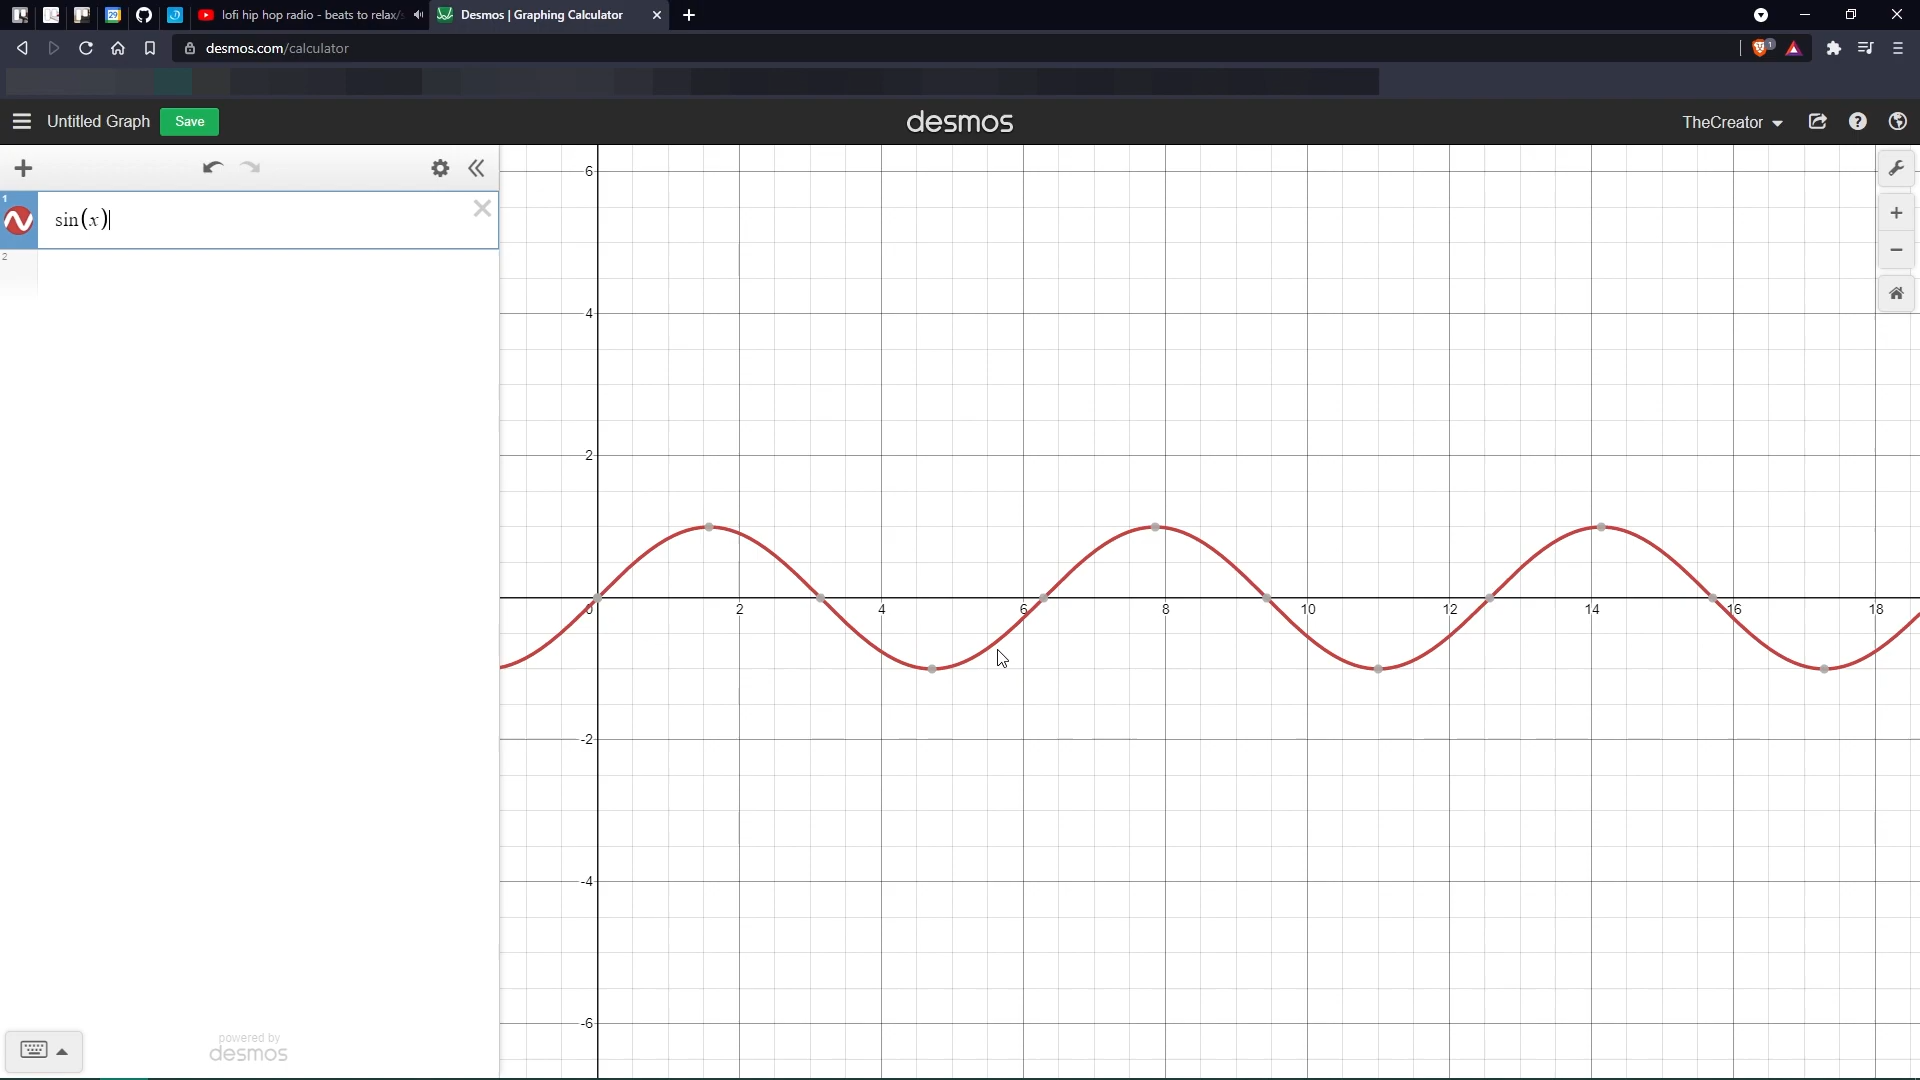 29
lofi hip hop radio - beats to relax/s
Desmos | Graphing Calculator
desmos.com/calculator
1
Untitled Graph
Save
desmos
TheCreator
?
1
sin(x)
2
6
4
2
0
2
4
6
8
10
12
14
16
18
-2
-4
-6
powered by
desmos